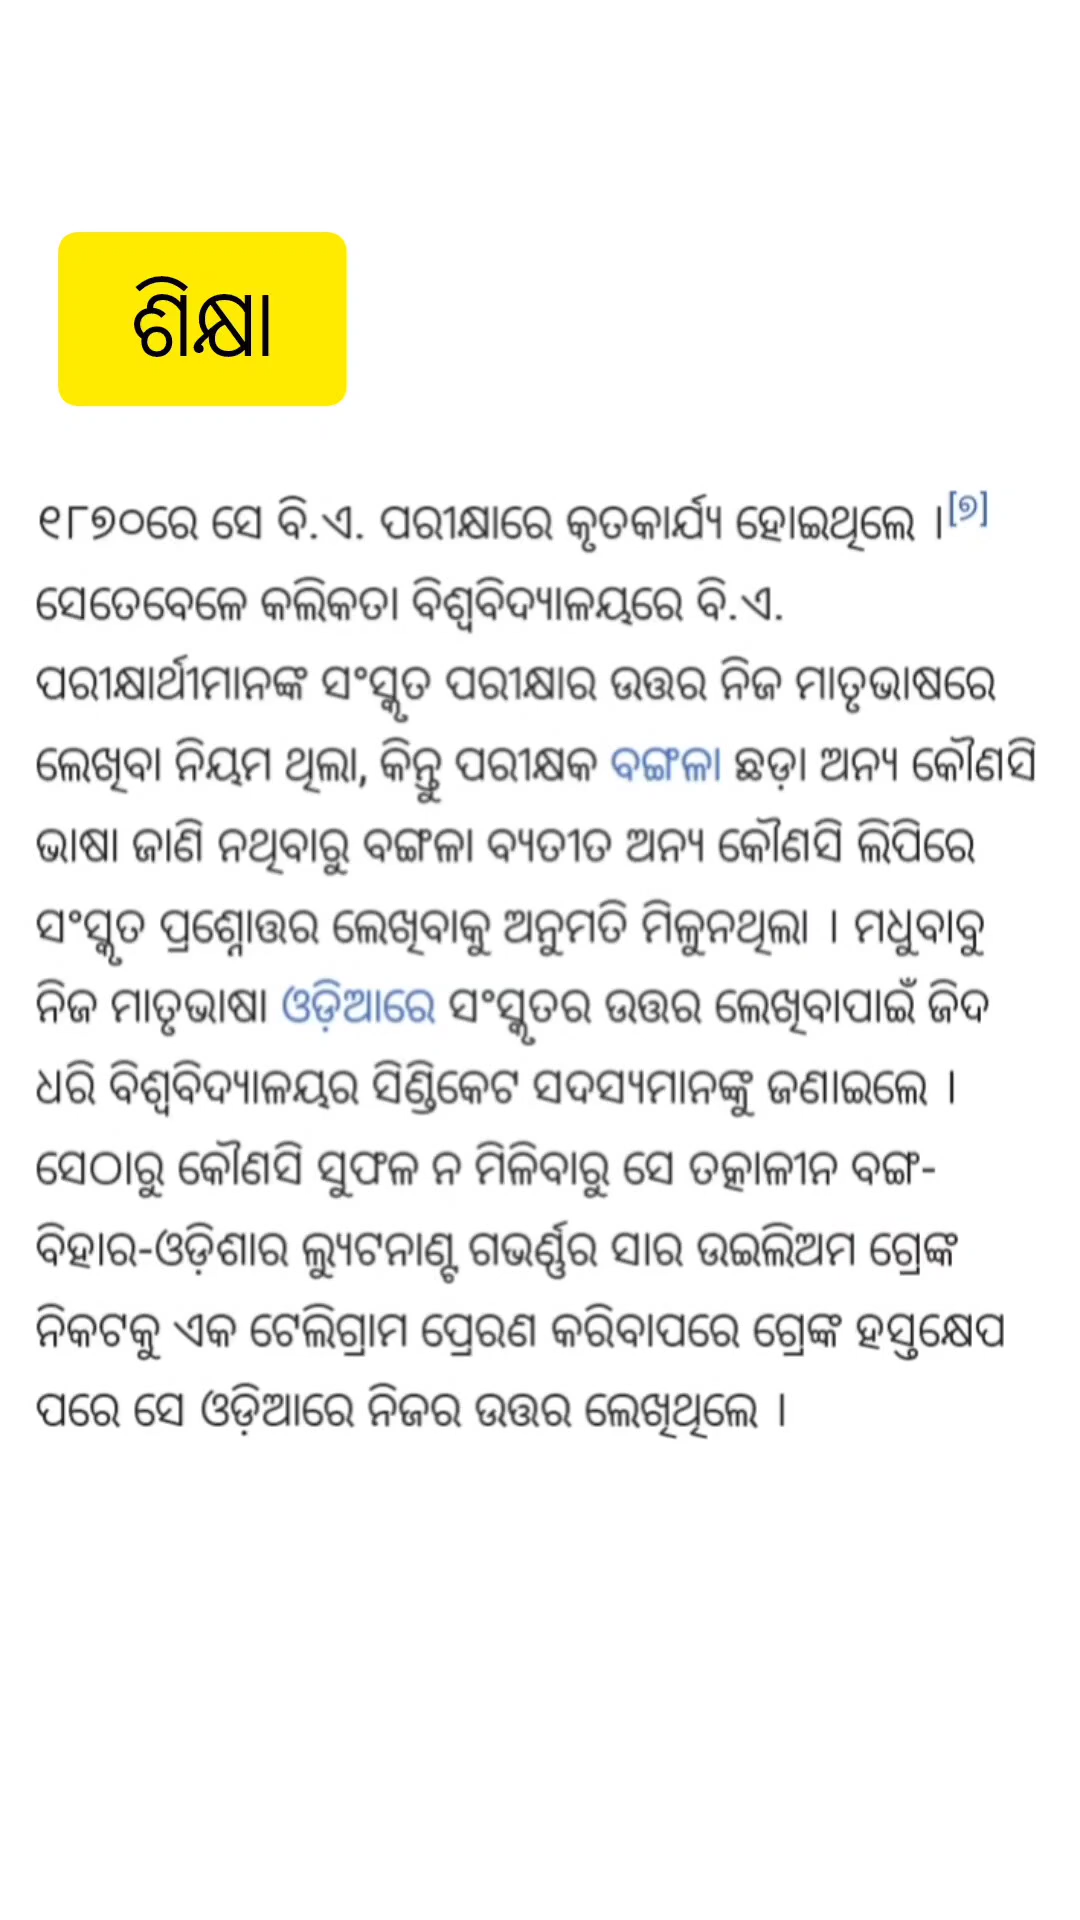 ଶିକ୍ଷା
୧୮୭୦ରେ ସେ ବି.ଏ. ପରୀକ୍ଷାରେ କୃତକାର୍ଯ୍ୟ ହୋଇଥିଲେ ।[୭]
ସେତେବେଳେ କଲିକତା ବିଶ୍ୱବିଦ୍ୟାଳୟରେ ବି.ଏ.
ପରୀକ୍ଷାର୍ଥୀମାନଙ୍କ ସଂସ୍କୃତ ପରୀକ୍ଷାର ଉତ୍ତର ନିଜ ମାତୃଭାଷରେ
ଲେଖିବା ନିୟମ ଥିଲା, କିନ୍ତୁ ପରୀକ୍ଷକ ବଙ୍ଗଳା ଛଡ଼ା ଅନ୍ୟ କୌଣସି
ଭାଷା ଜାଣି ନଥିବାରୁ ବଙ୍ଗଳା ବ୍ୟତୀତ ଅନ୍ୟ କୌଣସି ଲିପିରେ
ସଂସ୍କୃତ ପ୍ରଶ୍ନୋତ୍ତର ଲେଖିବାକୁ ଅନୁମତି ମିଳୁନଥିଲା । ମଧୁବାବୁ
ନିଜ ମାତୃଭାଷା ଓଡ଼ିଆରେ ସଂସ୍କୃତର ଉତ୍ତର ଲେଖିବାପାଇଁ ଜିଦ
ଧରି ବିଶ୍ୱବିଦ୍ୟାଳୟର ସିଣ୍ଡିକେଟ ସଦସ୍ୟମାନଙ୍କୁ ଜଣାଇଲେ ।
ସେଠାରୁ କୌଣସି ସୁଫଳ ନ ମିଳିବାରୁ ସେ ତତ୍କାଳୀନ ବଙ୍ଗ-
ବିହାର-ଓଡ଼ିଶାର ଲ୍ୟୁଟନାଣ୍ଟ ଗଭର୍ଣ୍ଣର ସାର ଉଇଲିଅମ ଗ୍ରେଙ୍କ
ନିକଟକୁ ଏକ ଟେଲିଗ୍ରାମ ପ୍ରେରଣ କରିବାପରେ ଗ୍ରେଙ୍କ ହସ୍ତକ୍ଷେପ
ପରେ ସେ ଓଡ଼ିଆରେ ନିଜର ଉତ୍ତର ଲେଖିଥିଲେ ।